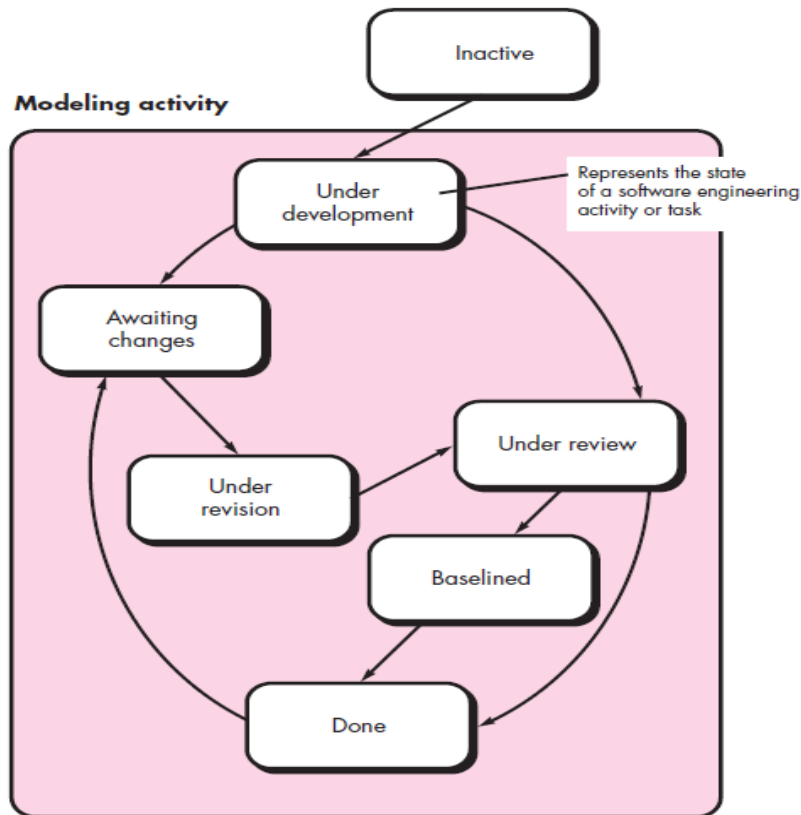 Inactive
Modeling activity
Under
development
Represents the state
of a software engineering
activity or task
Awaiting
changes
Under review
Under
revision
Baselined
Done